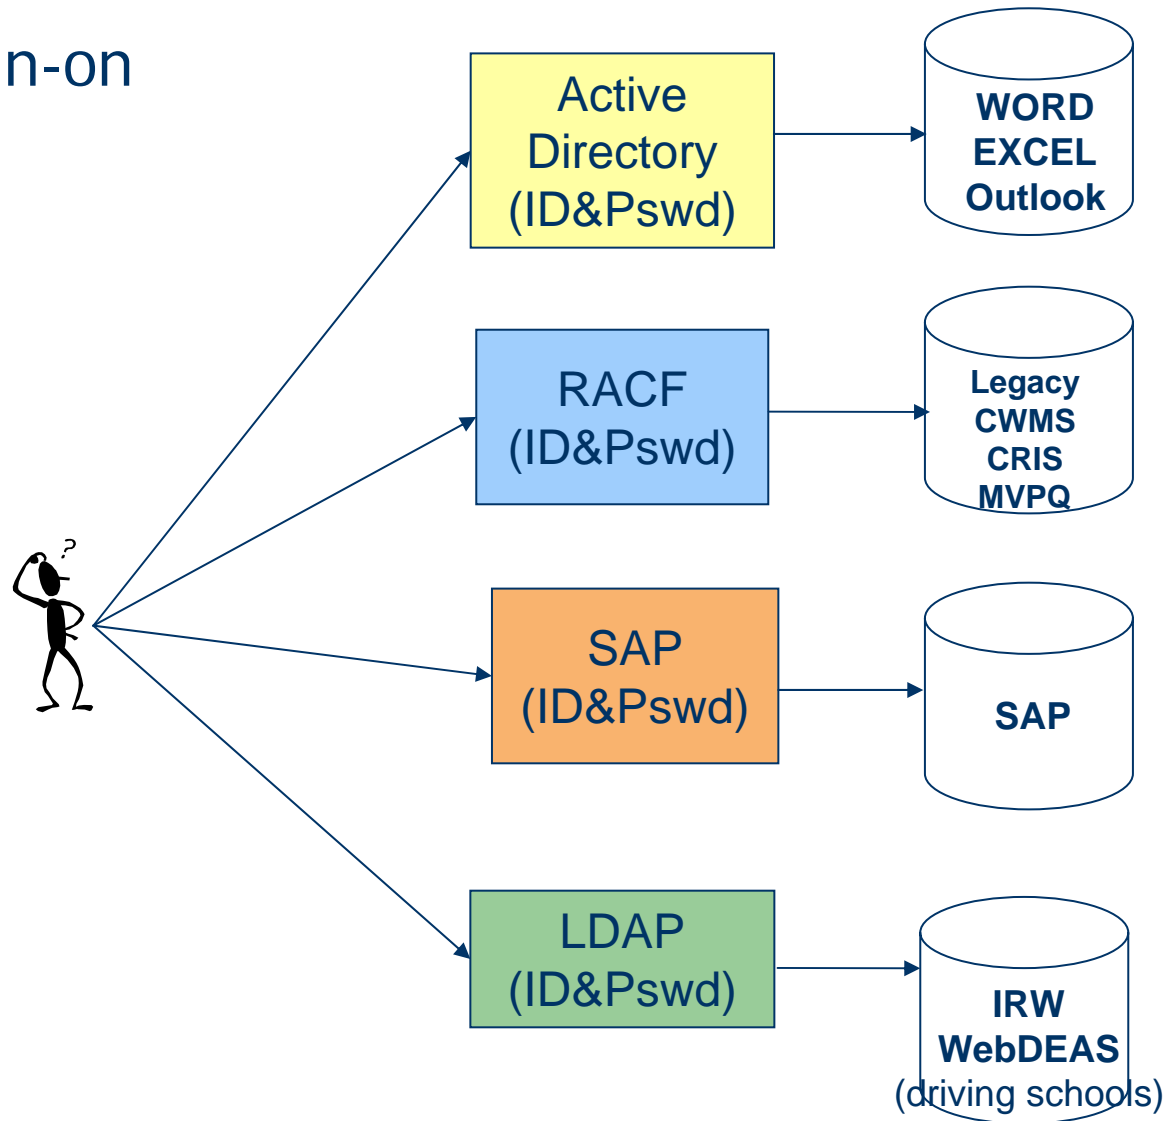 n-on
Active
Directory
(ID&Pswd)
WORD
EXCEL
Outlook
RACF
(ID&Pswd)
Legacy
CWMS
CRIS
MVPQ
?
SAP
(ID&Pswd)
SAP
LDAP
(ID&Pswd)
IRW
WebDEAS
(driving schools)